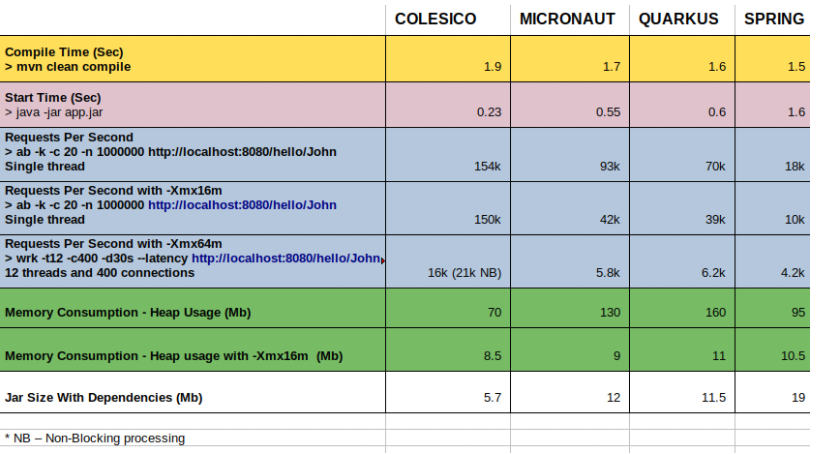 COLESICO MICRONAUT QUARKUS SPRING
Compile Time (Sec)
> mvn clean compile 1.9 1.7 1.6 1.5
Start Time (Sec)
> java -jar app.jar 0.23 0.55 0.6 1.6
Requests Per Second
> ab -k -c 20 -n 1000000 http://localhost:8080/hello/John
Single thread 154k 93k 70k 18k
Requests Per Second with -Xmx16m
> ab -k -c 20 -n 1000000 http://localhost:8080/hello/John
Single thread 150k 42k 39k 10k
Requests Per Second with -Xmx64m
> wrk -t12 -c400 -d30s --latency http://localhost:8080/hello/John
12 threads and 400 connections 16k (21k NB) 5.8k 6.2k 4.2k
Memory Consumption - Heap Usage (Mb) 70 130 160 95
Memory Consumption - Heap usage with -Xmx16m (Mb) 8.5 9 11 10.5
Jar Size With Dependencies (Mb) 5.7 12 11.5 19
* NB – Non-Blocking processing